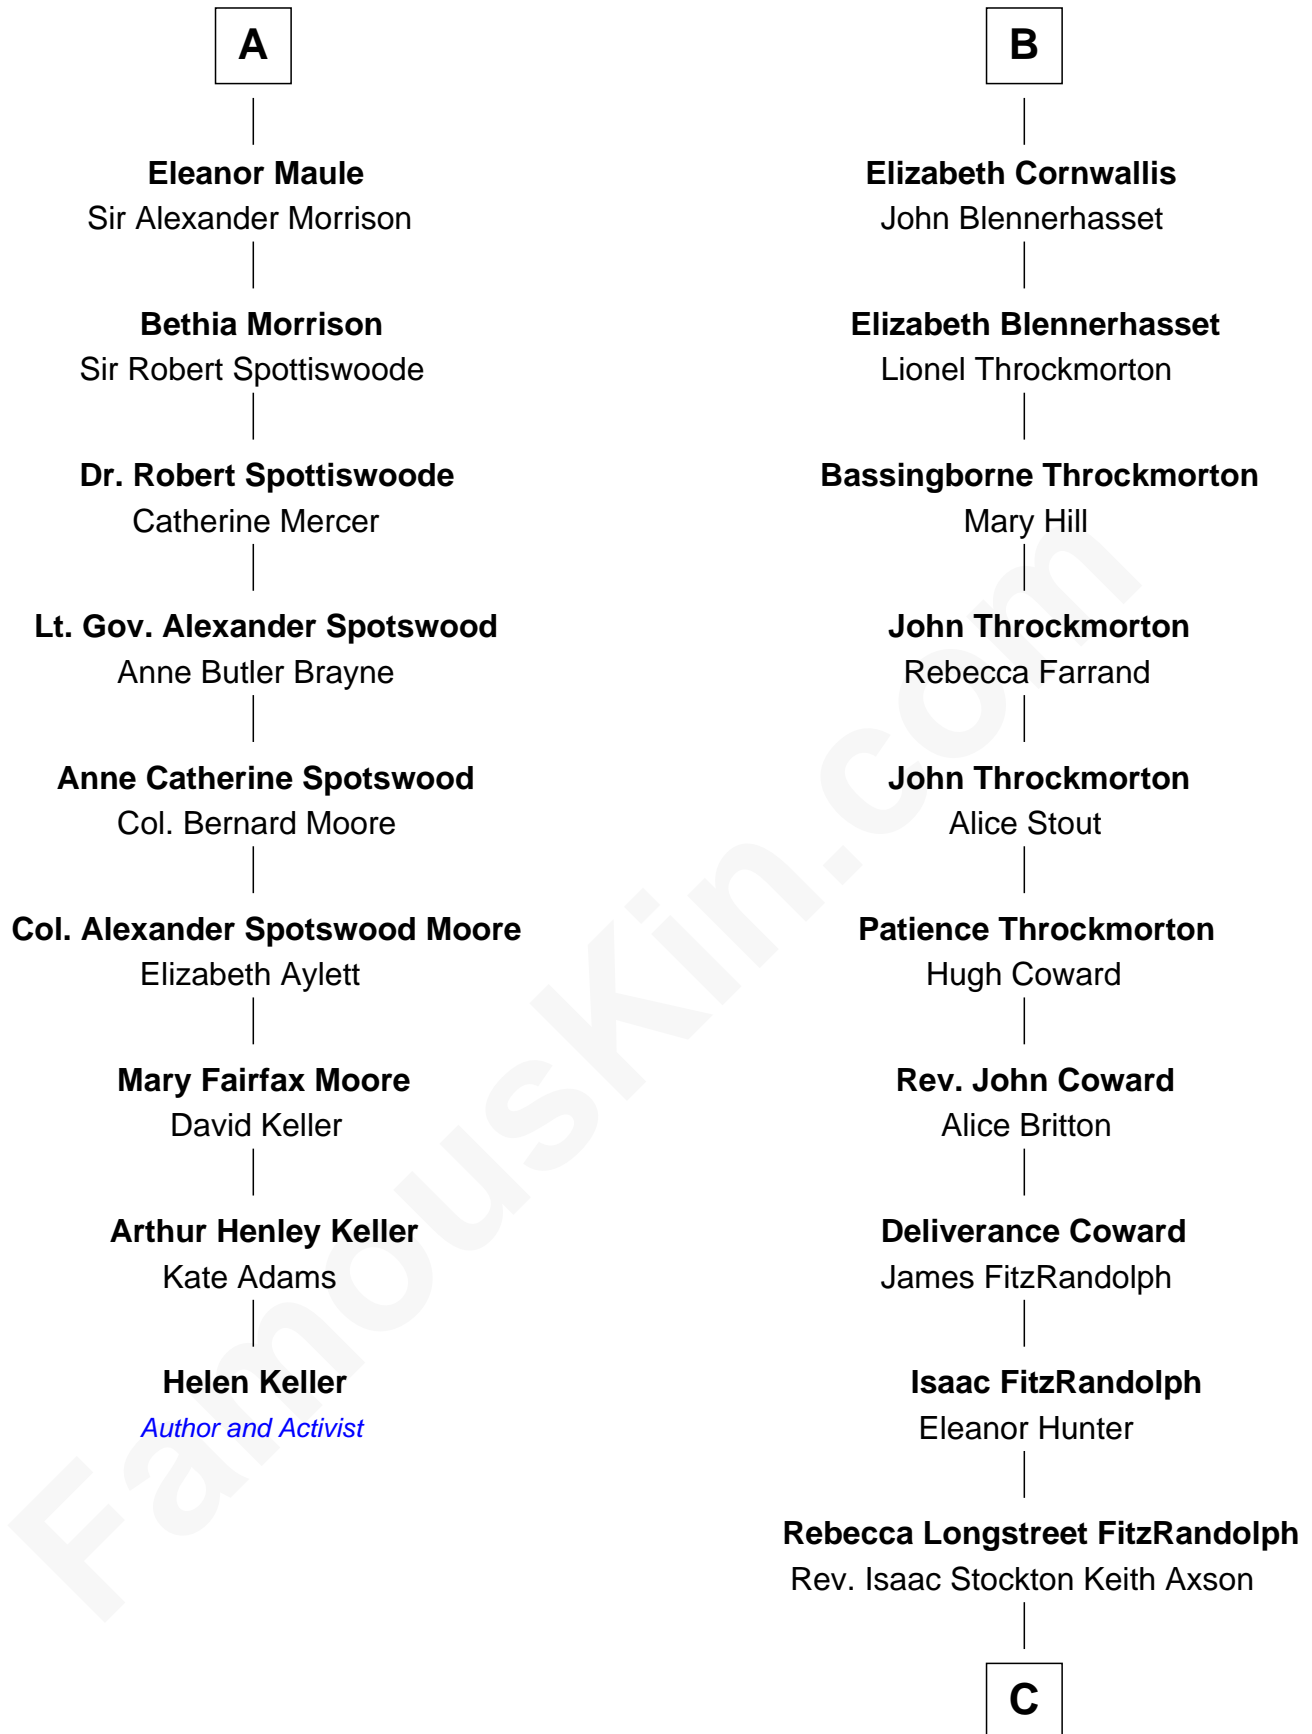 A
Eleanor Maule
Sir Alexander Morrison
Bethia Morrison
Sir Robert Spottiswoode
Dr. Robert Spottiswoode
Catherine Mercer
Lt. Gov. Alexander Spotswood
Anne Butler Brayne
Anne Catherine Spotswood
Col. Bernard Moore
Col. Alexander Spotswood Moore
Elizabeth Aylett
Mary Fairfax Moore
David Keller
Arthur Henley Keller
Kate Adams
Helen Keller
Author and Activist
B
Elizabeth Cornwallis
John Blennerhasset
Elizabeth Blennerhasset
Lionel Throckmorton
Bassingborne Throckmorton
Mary Hill
John Throckmorton
Rebecca Farrand
John Throckmorton
Alice Stout
Patience Throckmorton
Hugh Coward
Rev. John Coward
Alice Britton
Deliverance Coward
James FitzRandolph
Isaac FitzRandolph
Eleanor Hunter
Rebecca Longstreet FitzRandolph
Rev. Isaac Stockton Keith Axson
C
FamousKin.com